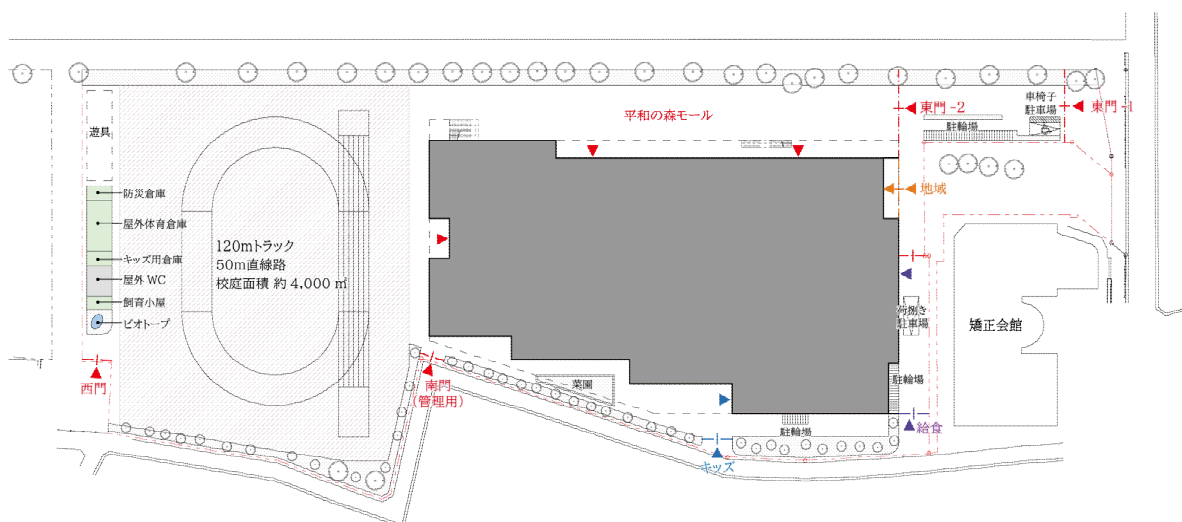 遊具
防災倉庫
屋外体育倉庫
キッズ用倉庫
屋外WC
飼育小屋
ビオトープ
西門
120mトラック
50m直線路
校庭面積 約4,000㎡
南門
(管理用)
平和の森モール
菜園
キッズ
駐輪場
給食
駐輪場
荷捌き
駐車場
地域
東門-2
駐輪場
車椅子
駐車場
東門-1
矯正会館